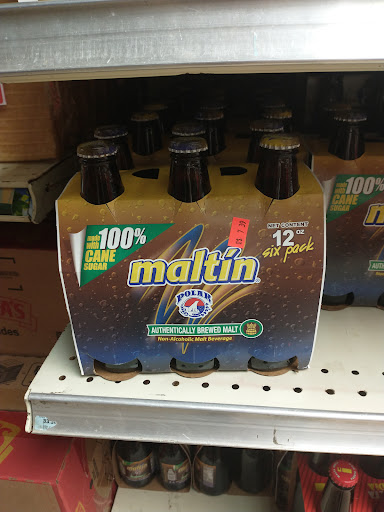 made
with
100%
CANE
SUGAR
NET CONTENT
12 OZ
six pack
maltín
POLAR
AUTHENTICALLY BREWED MALT
Non-Alcoholic Malt Beverage
100%
CANE
SUGAR